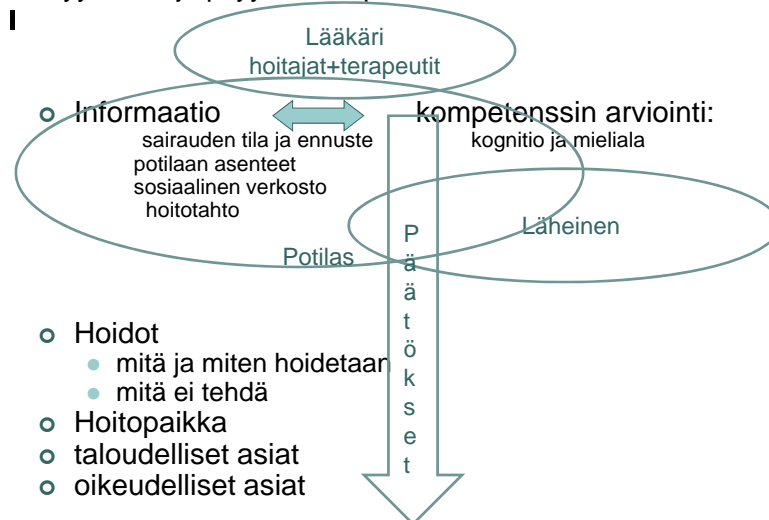 Lääkäri
hoitajat+terapeutit
Informaatio
kompetenssin arviointi:
sairauden tila ja ennuste
kognitio ja mieliala
potilaan asenteet
sosiaalinen verkosto
hoitotahto
Läheinen
Potilas
Päätökset
Hoidot
mitä ja miten hoidetaan
mitä ei tehdä
Hoitopaikka
taloudelliset asiat
oikeudelliset asiat